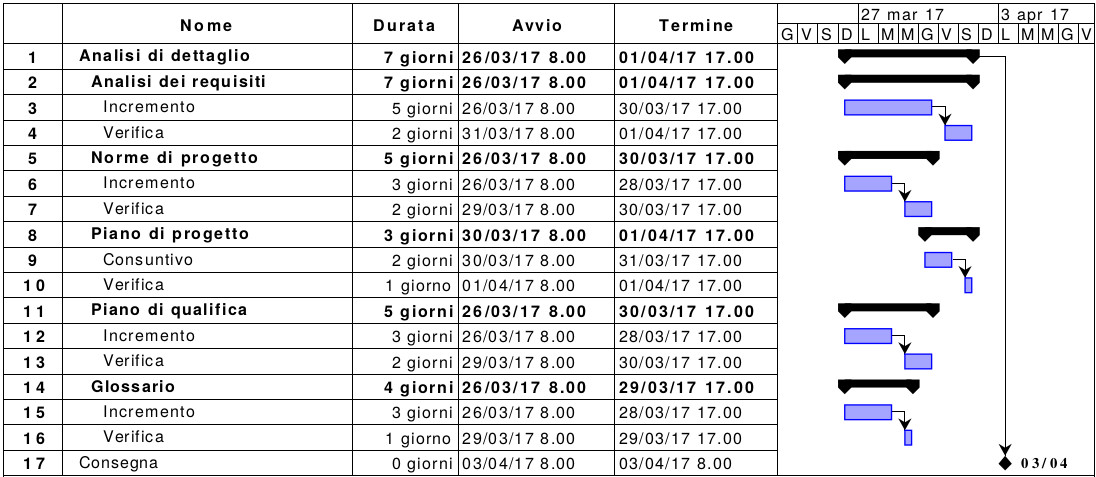 27 mar 17 3 apr 17
Nome Durata Avvio Termine
G V S D L M M G V S D L M M G V
1 Analisi di dettaglio 7 giorni 26/03/17 8.00 01/04/17 17.00
2 Analisi dei requisiti 7 giorni 26/03/17 8.00 01/04/17 17.00
3 Incremento 5 giorni 26/03/17 8.00 30/03/17 17.00
4 Verifica 2 giorni 31/03/17 8.00 01/04/17 17.00
5 Norme di progetto 5 giorni 26/03/17 8.00 30/03/17 17.00
6 Incremento 3 giorni 26/03/17 8.00 28/03/17 17.00
7 Verifica 2 giorni 29/03/17 8.00 30/03/17 17.00
8 Piano di progetto 3 giorni 30/03/17 8.00 01/04/17 17.00
9 Consuntivo 2 giorni 30/03/17 8.00 31/03/17 17.00
10 Verifica 1 giorno 01/04/17 8.00 01/04/17 17.00
11 Piano di qualifica 5 giorni 26/03/17 8.00 30/03/17 17.00
12 Incremento 3 giorni 26/03/17 8.00 28/03/17 17.00
13 Verifica 2 giorni 29/03/17 8.00 30/03/17 17.00
14 Glossario 4 giorni 26/03/17 8.00 29/03/17 17.00
15 Incremento 3 giorni 26/03/17 8.00 28/03/17 17.00
16 Verifica 1 giorno 29/03/17 8.00 29/03/17 17.00
17 Consegna 0 giorni 03/04/17 8.00 03/04/17 8.00 03/04